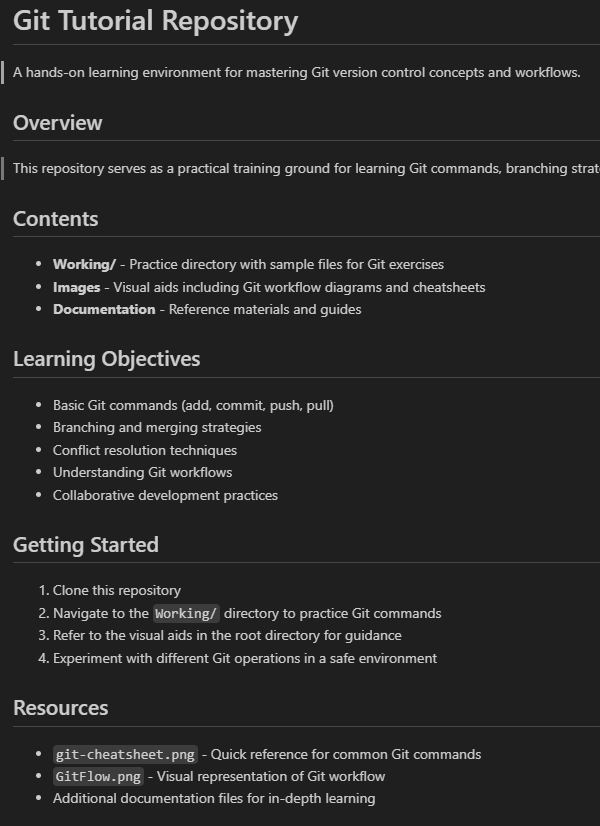 Git Tutorial Repository
A hands-on learning environment for mastering Git version control concepts and workflows.
Overview
This repository serves as a practical training ground for learning Git commands, branching strat
Contents
• Working/ - Practice directory with sample files for Git exercises
• Images - Visual aids including Git workflow diagrams and cheatsheets
• Documentation - Reference materials and guides
Learning Objectives
• Basic Git commands (add, commit, push, pull)
• Branching and merging strategies
• Conflict resolution techniques
• Understanding Git workflows
• Collaborative development practices
Getting Started
1. Clone this repository
2. Navigate to the Working/ directory to practice Git commands
3. Refer to the visual aids in the root directory for guidance
4. Experiment with different Git operations in a safe environment
Resources
• git-cheatsheet.png - Quick reference for common Git commands
• GitFlow.png - Visual representation of Git workflow
• Additional documentation files for in-depth learning